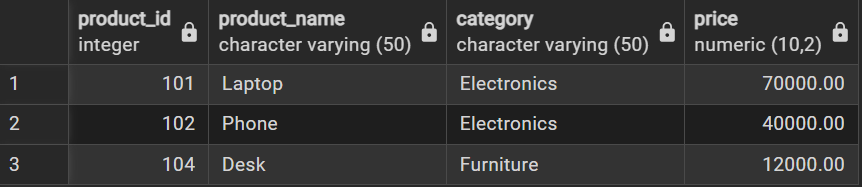 product_id product_name category price
integer character varying (50) character varying (50) numeric (10,2)
1 101 Laptop Electronics 70000.00
2 102 Phone Electronics 40000.00
3 104 Desk Furniture 12000.00